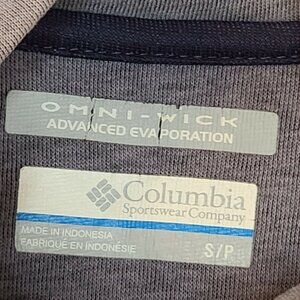 OMNI-WICK
ADVANCED EVAPORATION
Columbia
Sportswear Company
MADE IN INDONESIA
FABRIQUÉ EN INDONÉSIE
S/P